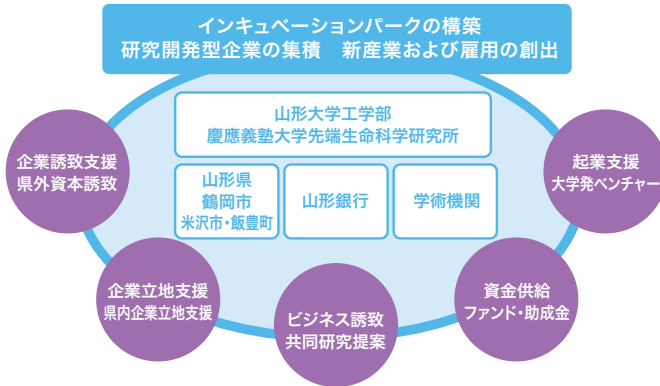 インキュベーションパークの構築
研究開発型企業の集積　新産業および雇用の創出
山形大学工学部
慶應義塾大学先端生命科学研究所
山形県
鶴岡市
米沢市・飯豊町
山形銀行
学術機関
企業誘致支援
県外資本誘致
企業立地支援
県内企業立地支援
ビジネス誘致
共同研究提案
資金供給
ファンド・助成金
起業支援
大学発ベンチャー